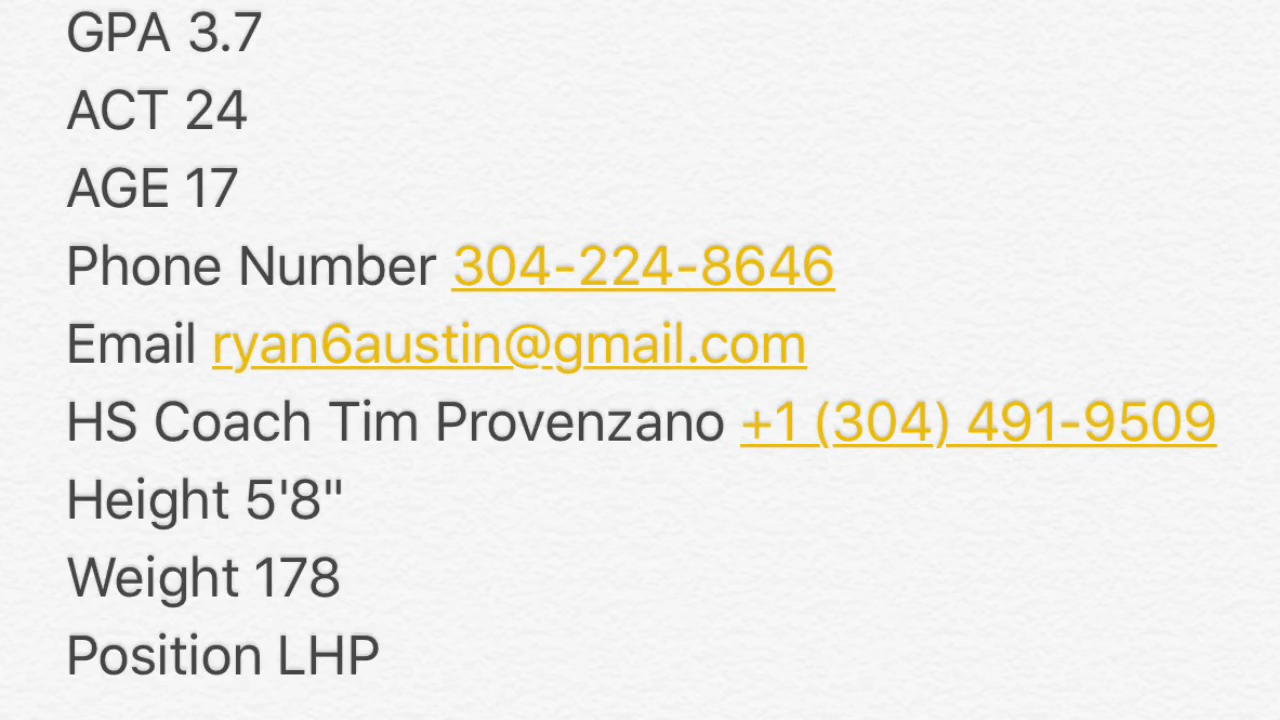 GPA 3.7
ACT 24
AGE 17
Phone Number 304-224-8646
Email ryan6austin@gmail.com
HS Coach Tim Provenzano +1 (304) 491-9509
Height 5'8"
Weight 178
Position LHP